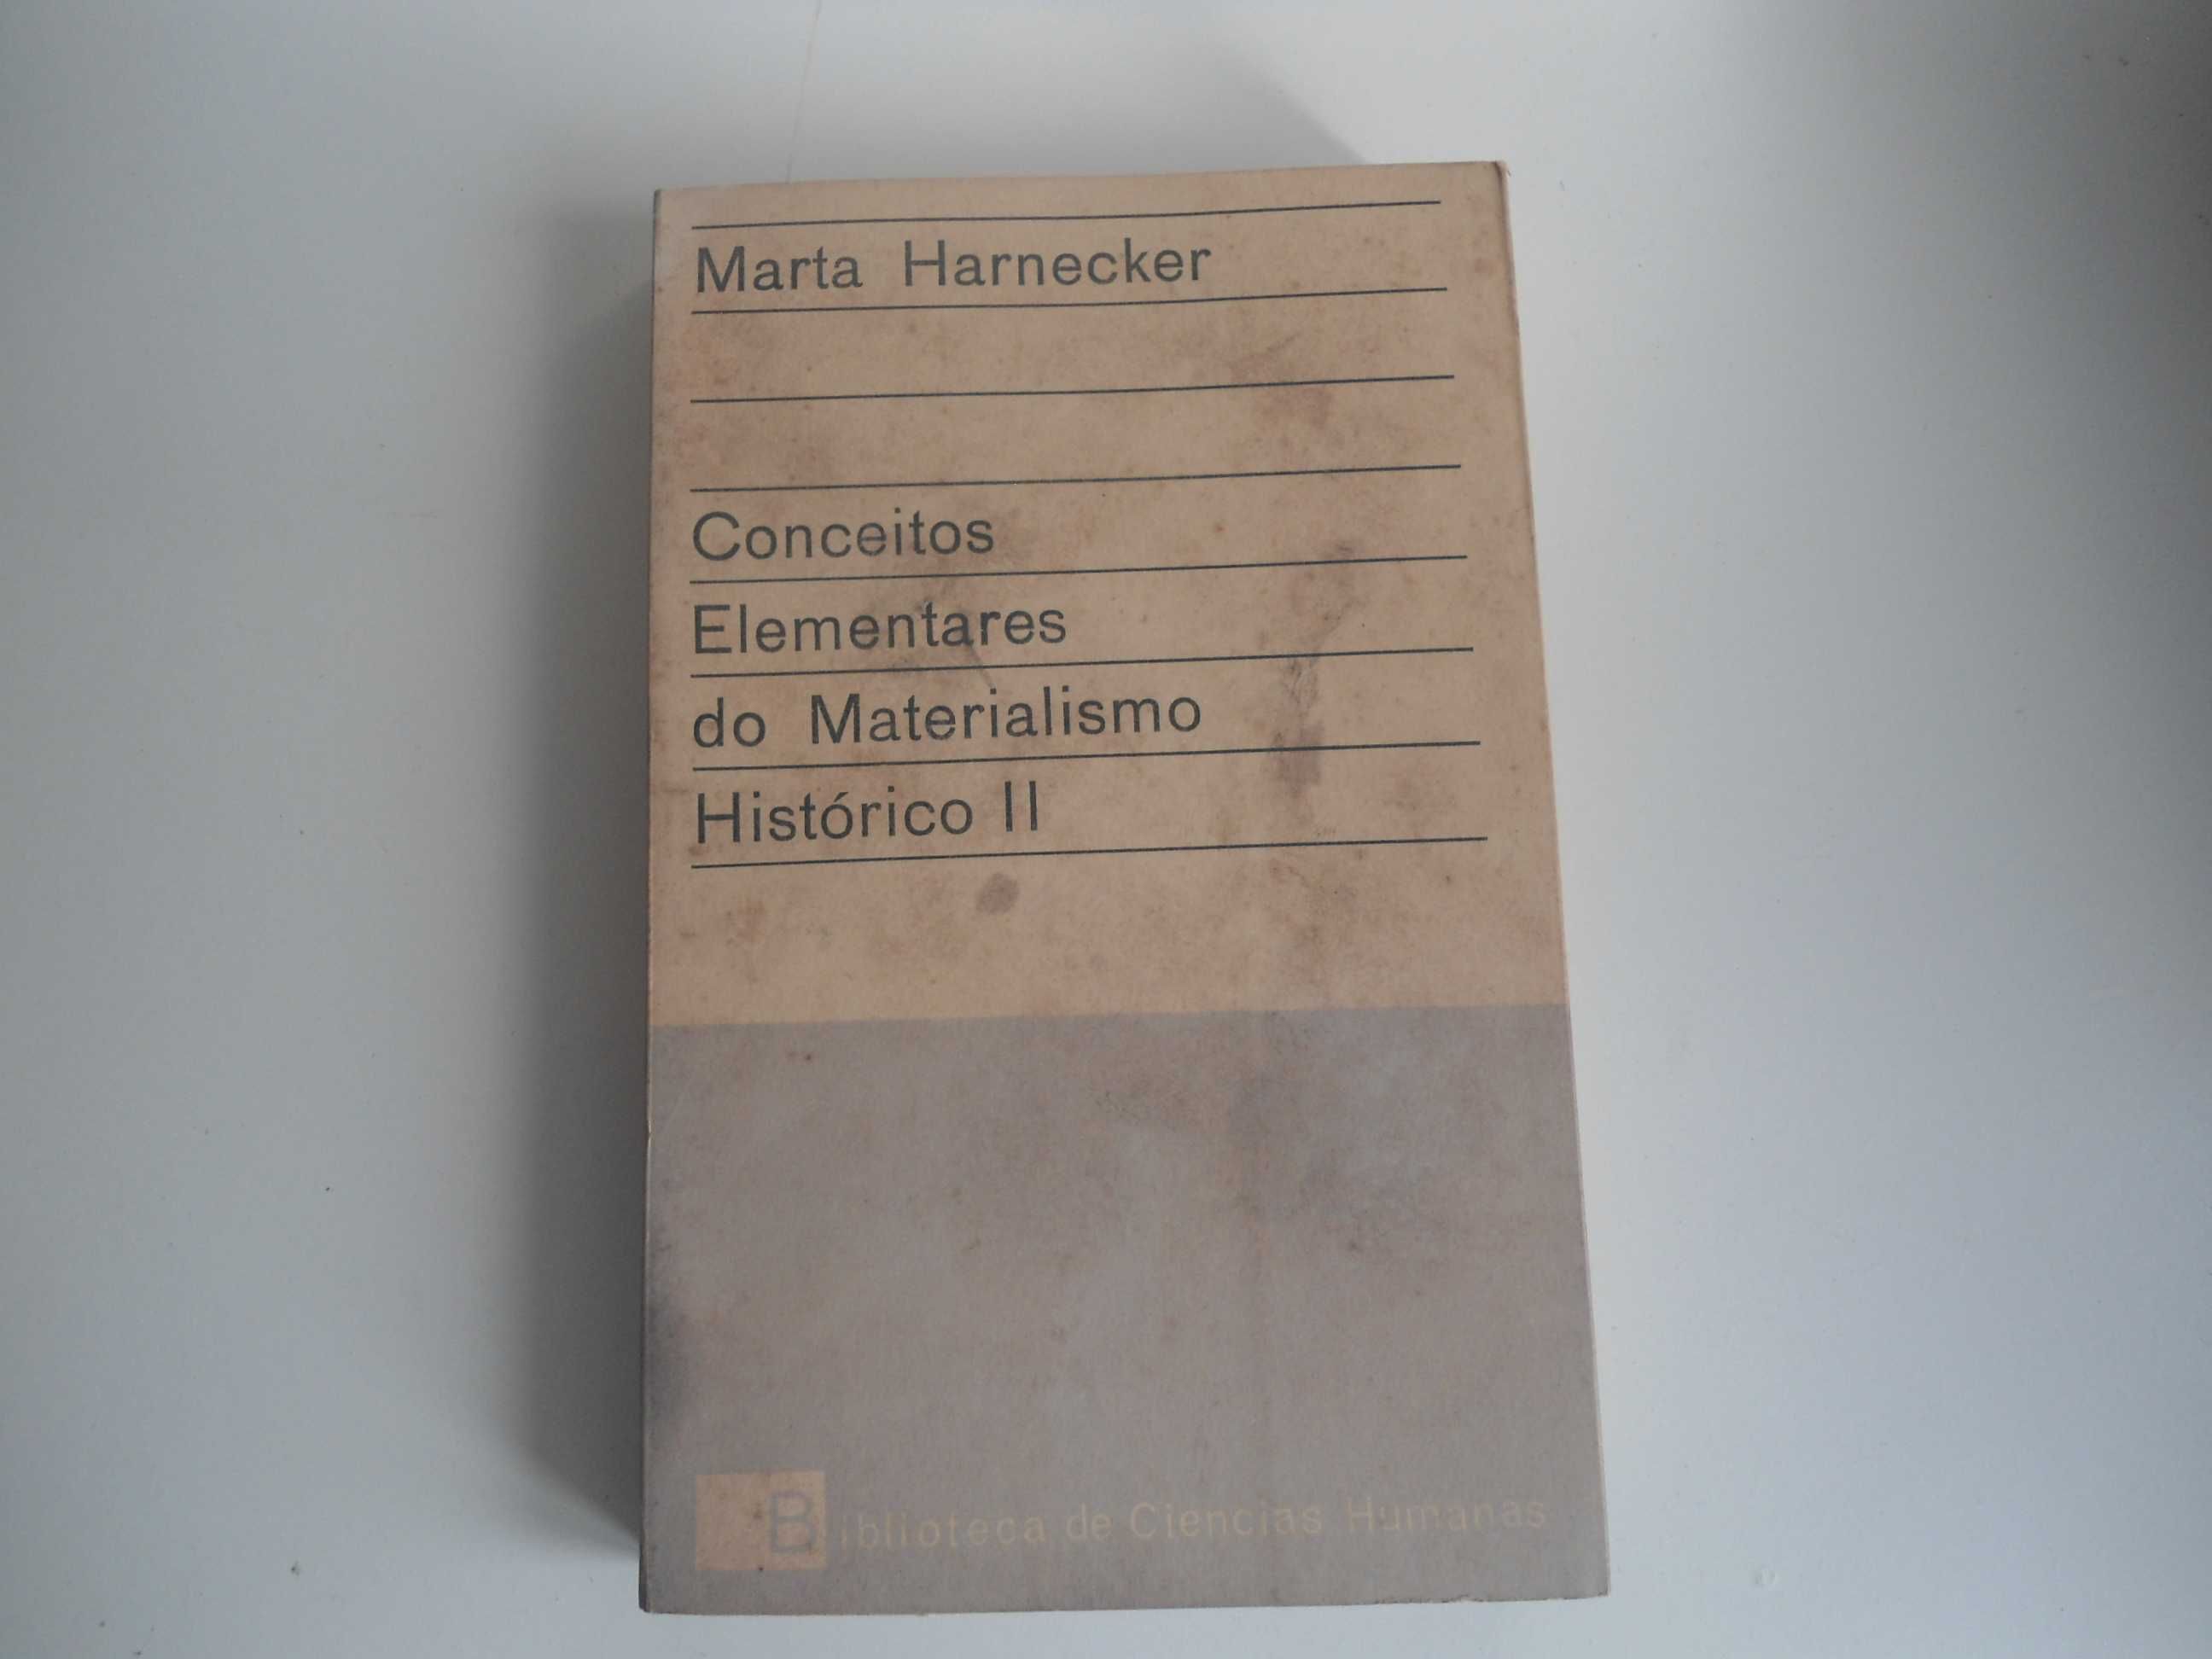 Marta Harnecker
Conceitos
Elementares
do Materialismo
Histórico II
Biblioteca de Ciencias Humanas